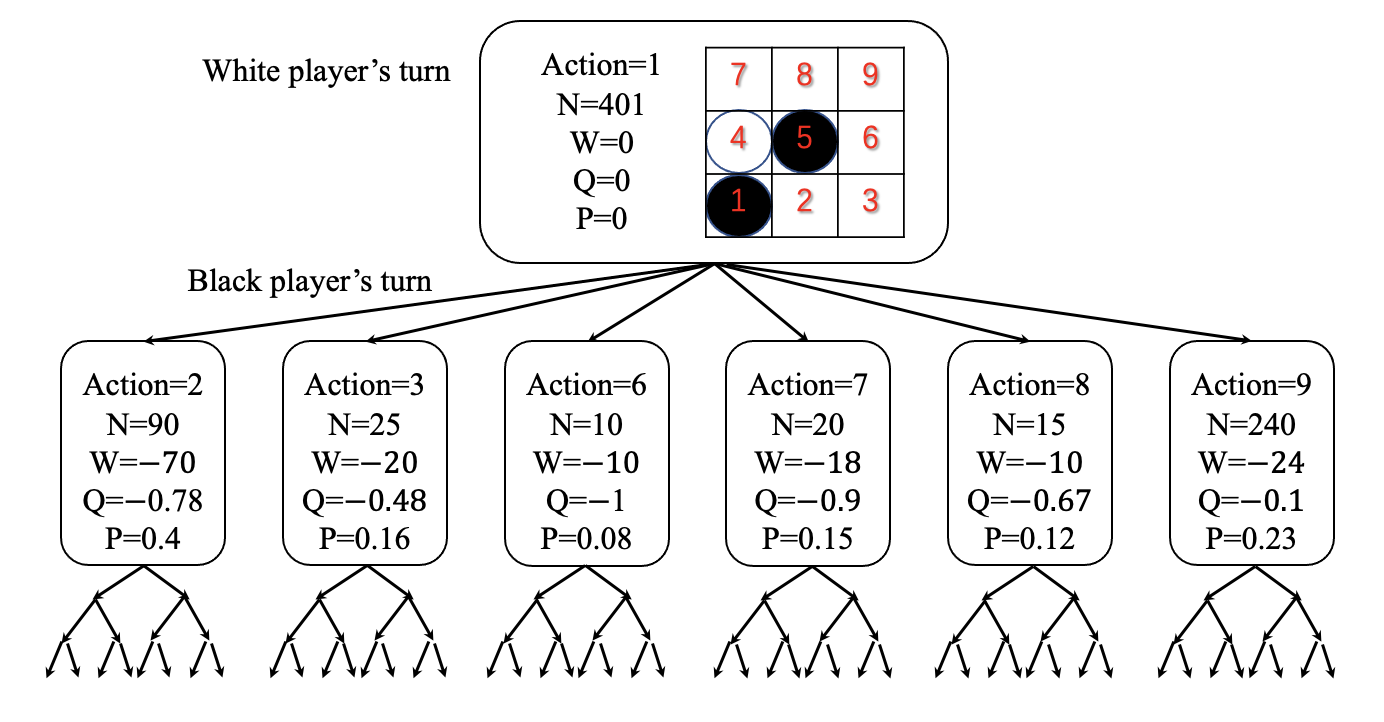 White player's turn
Action=1
N=401
W=0
Q=0
P=0
7 8 9
4 5 6
1 2 3
Black player's turn
Action=2
N=90
W=−70
Q=−0.78
P=0.4
Action=3
N=25
W=−20
Q=−0.48
P=0.16
Action=6
N=10
W=−10
Q=−1
P=0.08
Action=7
N=20
W=−18
Q=−0.9
P=0.15
Action=8
N=15
W=−10
Q=−0.67
P=0.12
Action=9
N=240
W=−24
Q=−0.1
P=0.23